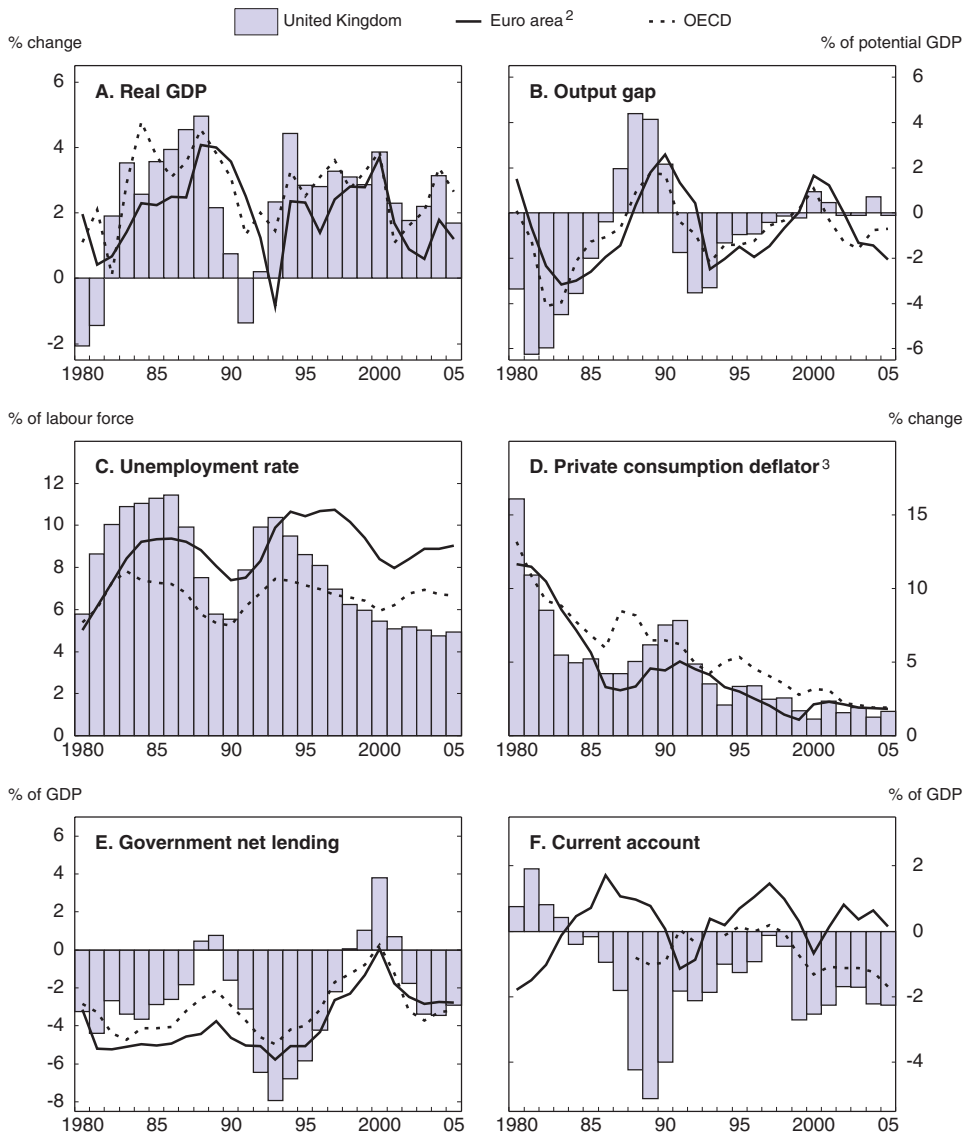 United Kingdom Euro area2 OECD
% change % of potential GDP
A. Real GDP
6
4
2
0
-2
1980 85 90 95 2000 05
B. Output gap
6
4
2
0
-2
-4
-6
1980 85 90 95 2000 05
% of labour force % change
C. Unemployment rate
12
10
8
6
4
2
0
1980 85 90 95 2000 05
D. Private consumption deflator3
15
10
5
0
1980 85 90 95 2000 05
% of GDP % of GDP
E. Government net lending
6
4
2
0
-2
-4
-6
-8
1980 85 90 95 2000 05
F. Current account
2
0
-2
-4
1980 85 90 95 2000 05